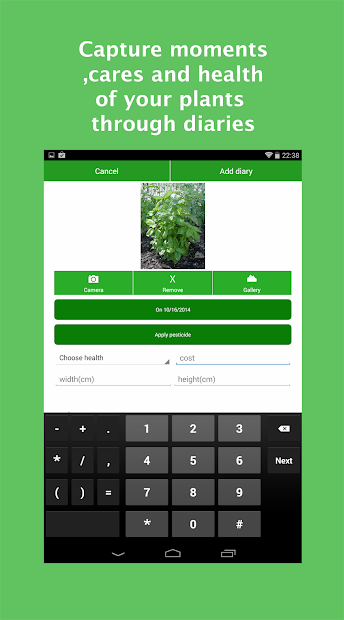 Capture moments
,cares and health
of your plants
through diaries
22:38
Cancel Add diary
Camera X Remove Gallery
On 10/16/2014
Apply pesticide
Choose health cost
width(cm) height(cm)
- + . 1 2 3
* / , 4 5 6 Next
( ) = 7 8 9
* 0 #